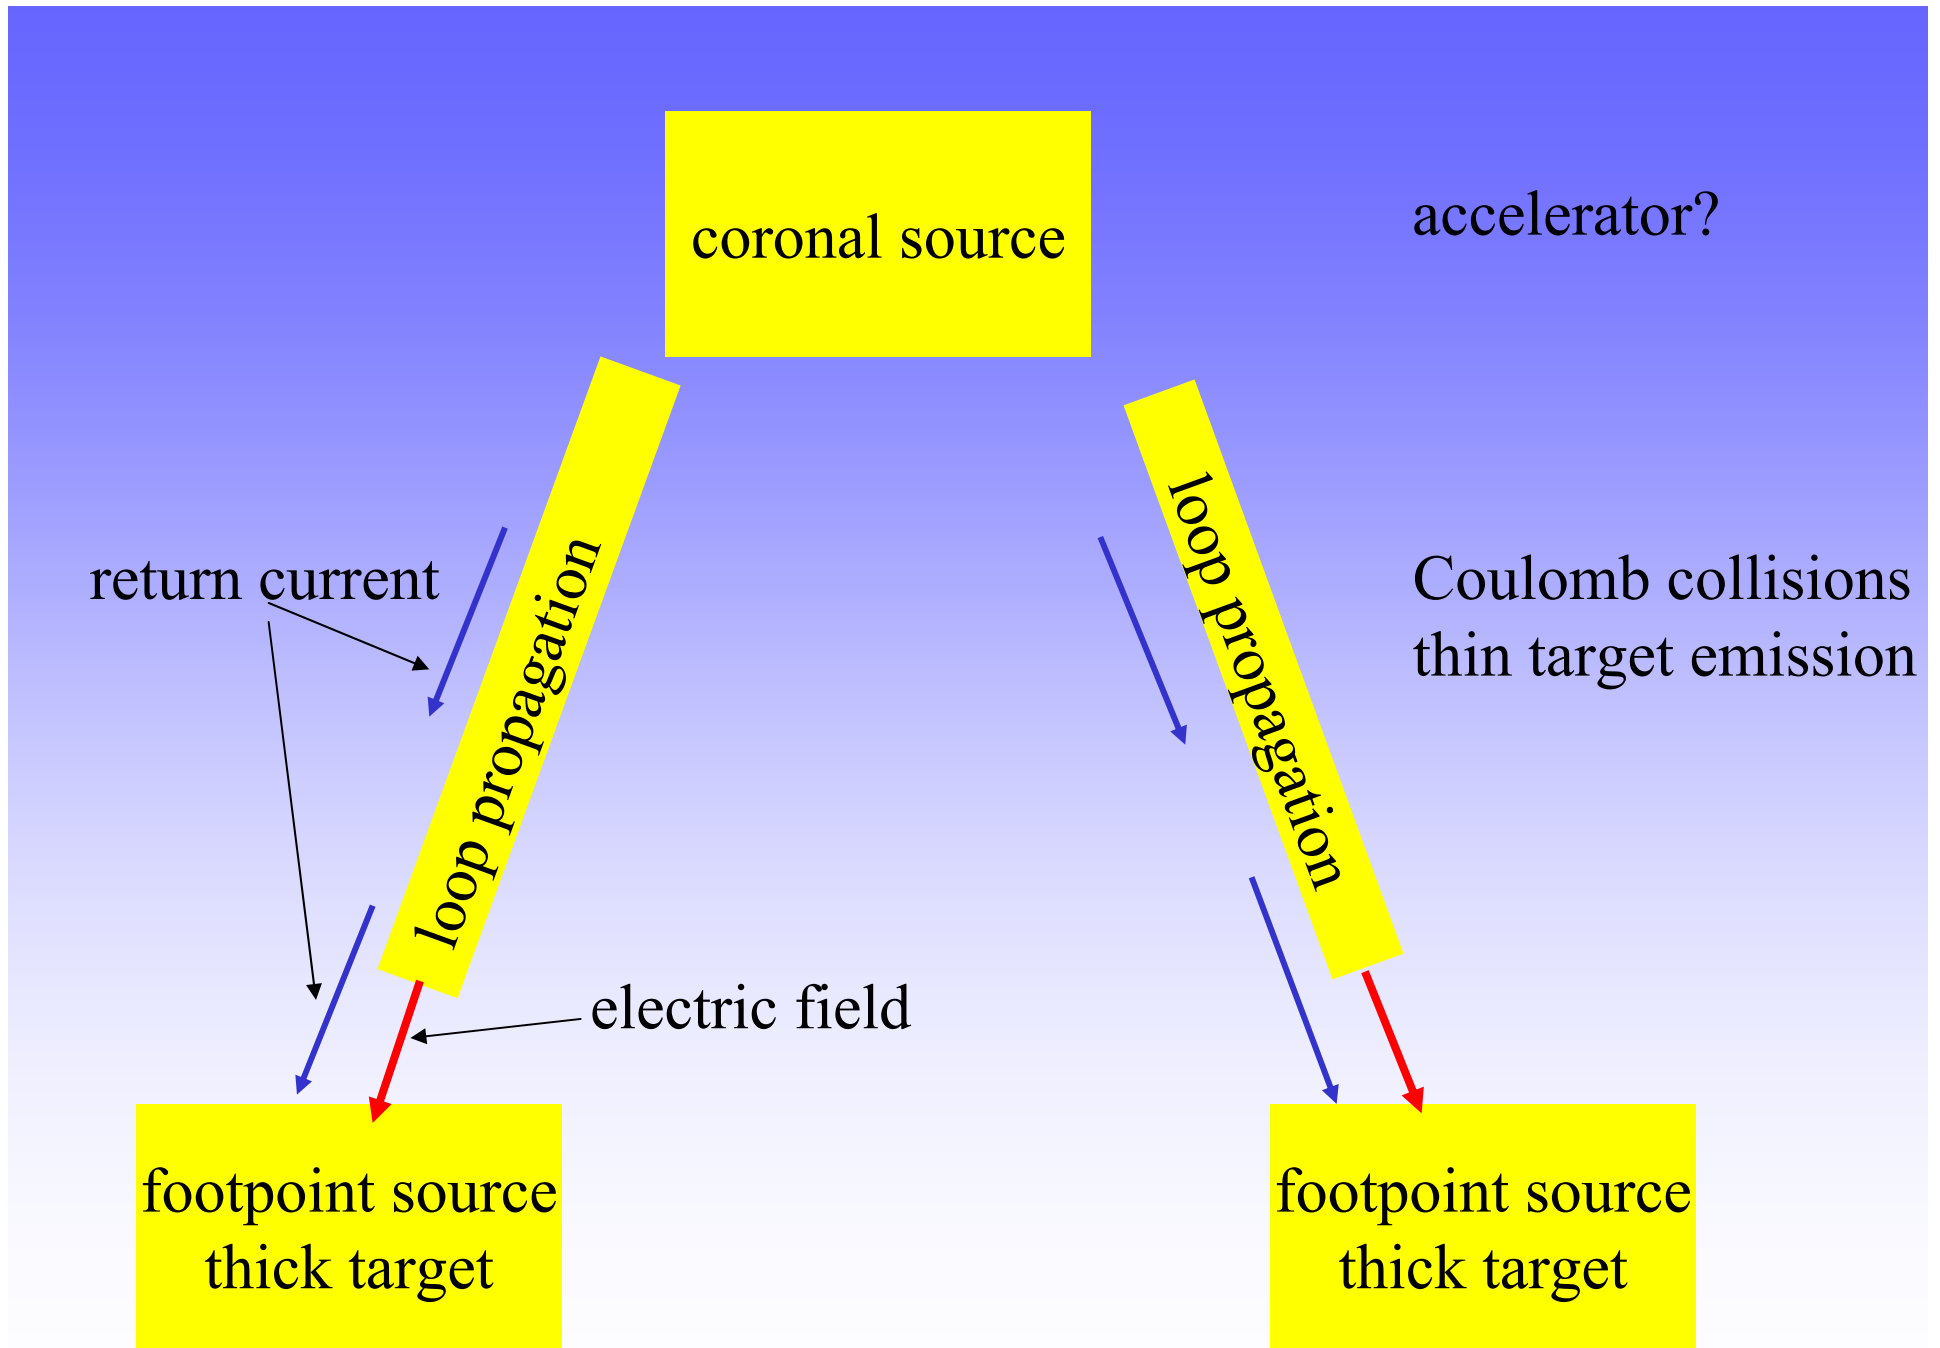 coronal source
accelerator?
loop propagation
loop propagation
return current
Coulomb collisions
thin target emission
electric field
footpoint source
thick target
footpoint source
thick target